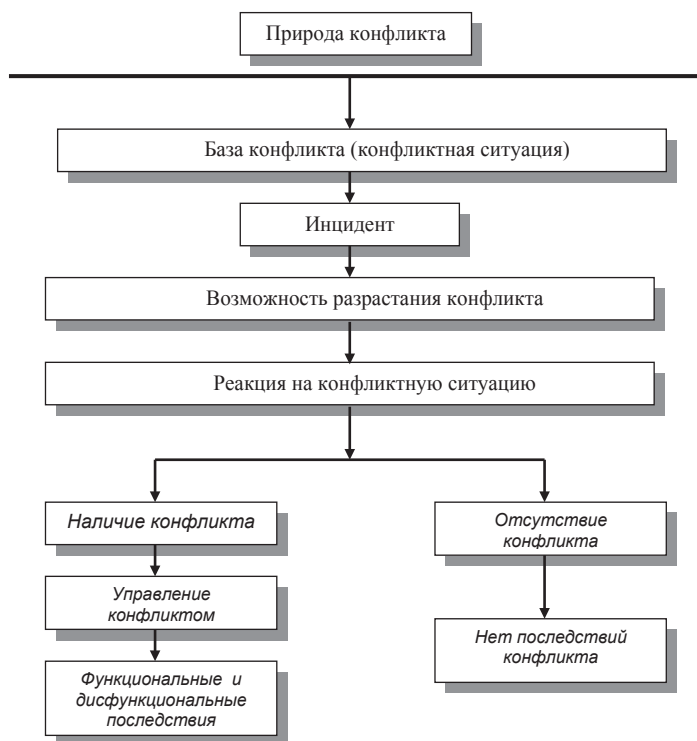 Природа конфликта
База конфликта (конфликтная ситуация)
Инцидент
Возможность разрастания конфликта
Реакция на конфликтную ситуацию
Наличие конфликта
Управление
конфликтом
Функциональные и
дисфункциональные
последствия
Отсутствие
конфликта
Нет последствий
конфликта